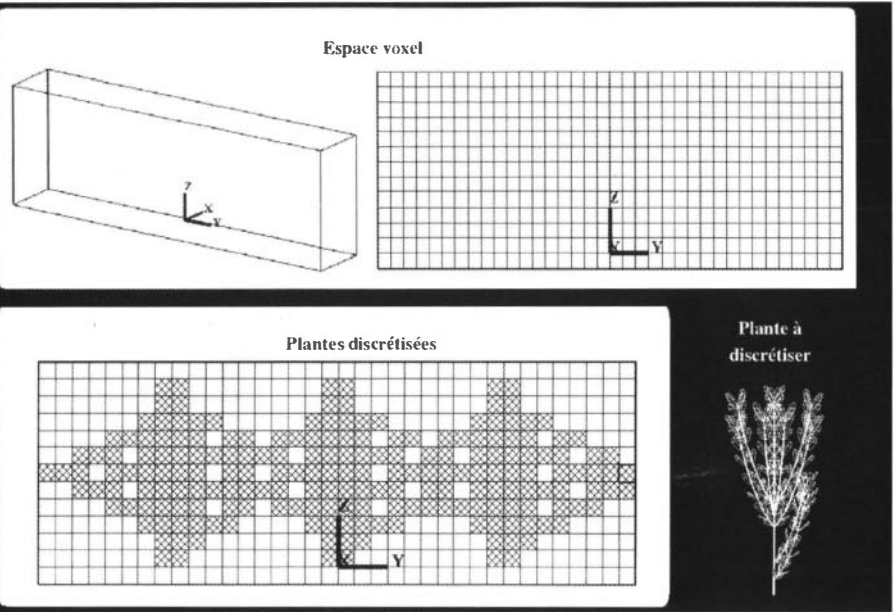 Espace voxel
Z
X
Y
Z
X
Y
Plantes discrétisées
Z
X
Y
Plante à
discrétiser